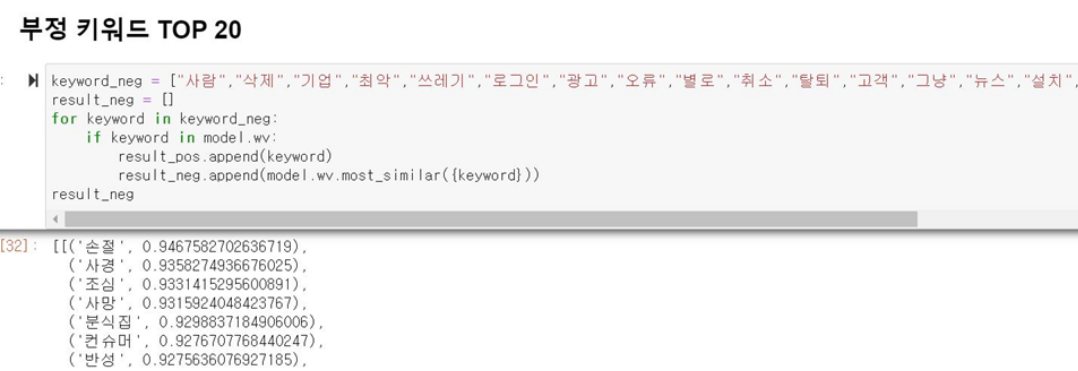 부정 키워드 TOP 20
: keyword_neg = ["사람","삭제","기업","최악","쓰레기","로그인","광고","오류","별로","취소","탈퇴","고객","그냥","뉴스","설치",
result_neg = []
for keyword in keyword_neg:
    if keyword in model.wv:
        result_pos.append(keyword)
        result_neg.append(model.wv.most_similar({keyword}))
result_neg
[32]: [[('손절', 0.9467582702636719),
('사경', 0.9358274936676025),
('조심', 0.9331415295600891),
('사망', 0.9315924048423767),
('분식집', 0.9298837184906006),
('컨슈머', 0.9276707768440247),
('반성', 0.9275636076927185),